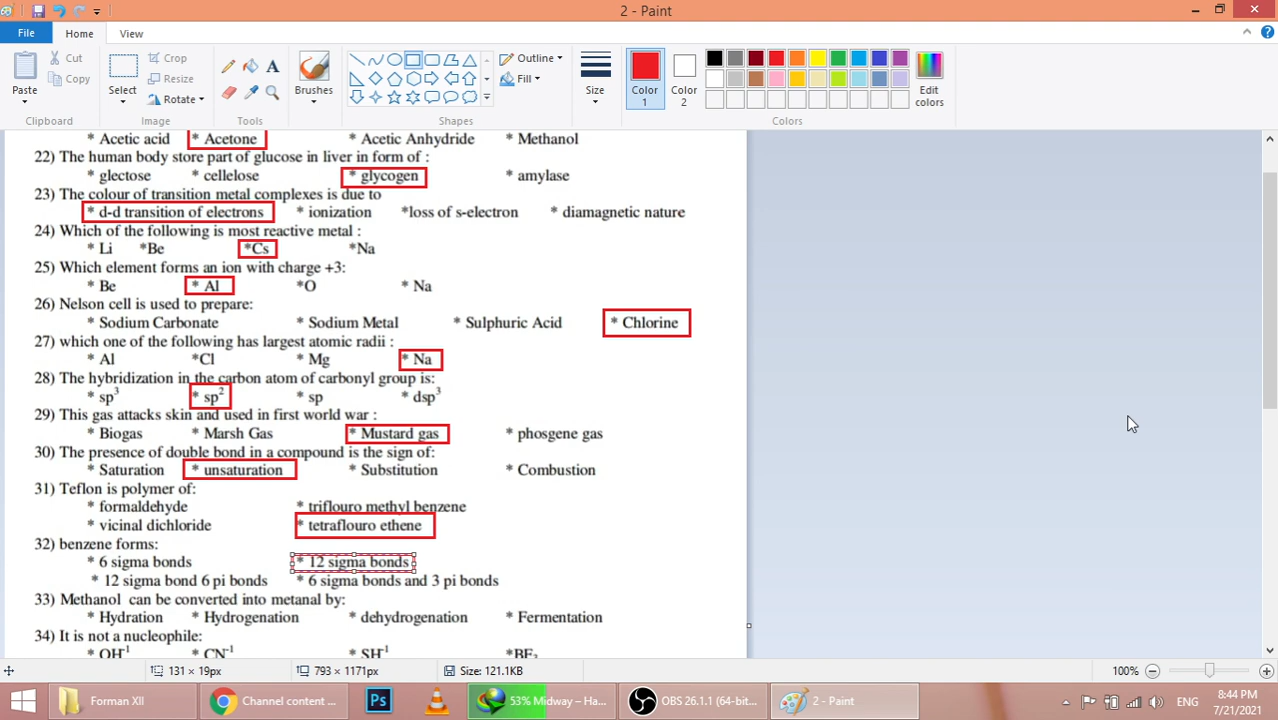 2 - Paint
File Home View
Paste Cut Copy Select Crop Resize Rotate Brushes Outline Fill Size Color 1 Color 2 Edit colors
Clipboard Image Tools Shapes Colors
* Acetic acid * Acetone * Acetic Anhydride * Methanol
22) The human body store part of glucose in liver in form of :
* glectose * cellelose * glycogen * amylase
23) The colour of transition metal complexes is due to
* d-d transition of electrons * ionization *loss of s-electron * diamagnetic nature
24) Which of the following is most reactive metal :
* Li *Be *Cs *Na
25) Which element forms an ion with charge +3:
* Be * Al *O * Na
26) Nelson cell is used to prepare:
* Sodium Carbonate * Sodium Metal * Sulphuric Acid * Chlorine
27) which one of the following has largest atomic radii :
* Al *Cl * Mg * Na
28) The hybridization in the carbon atom of carbonyl group is:
* sp³ * sp² * sp * dsp³
29) This gas attacks skin and used in first world war :
* Biogas * Marsh Gas * Mustard gas * phosgene gas
30) The presence of double bond in a compound is the sign of:
* Saturation * unsaturation * Substitution * Combustion
31) Teflon is polymer of:
* formaldehyde * triflouro methyl benzene
* vicinal dichloride * tetraflouro ethene
32) benzene forms:
* 6 sigma bonds * 12 sigma bonds
* 12 sigma bond 6 pi bonds * 6 sigma bonds and 3 pi bonds
33) Methanol can be converted into metanal by:
* Hydration * Hydrogenation * dehydrogenation * Fermentation
34) It is not a nucleophile:
* OH⁻¹ * CN⁻¹ * SH⁻¹ *BF₃
131 × 19px 793 × 1171px Size: 121.1KB 100%
Forman XII Channel content ... Ps 53% Midway – Ha... OBS 26.1.1 (64-bit... 2 - Paint ENG 8:44 PM
7/21/2021